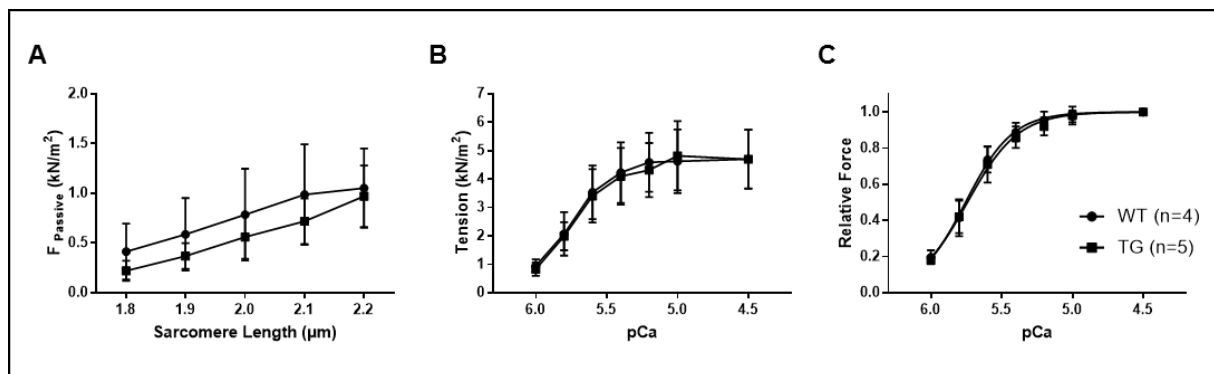 A
F Passive (kN/m²)
2.0
1.5
1.0
0.5
0.0
1.8 1.9 2.0 2.1 2.2
Sarcomere Length (µm)
B
Tension (kN/m²)
7
6
5
4
3
2
1
0
6.0 5.5 5.0 4.5
pCa
C
Relative Force
1.0
0.8
0.6
0.4
0.2
0.0
6.0 5.5 5.0 4.5
pCa
WT (n=4)
TG (n=5)